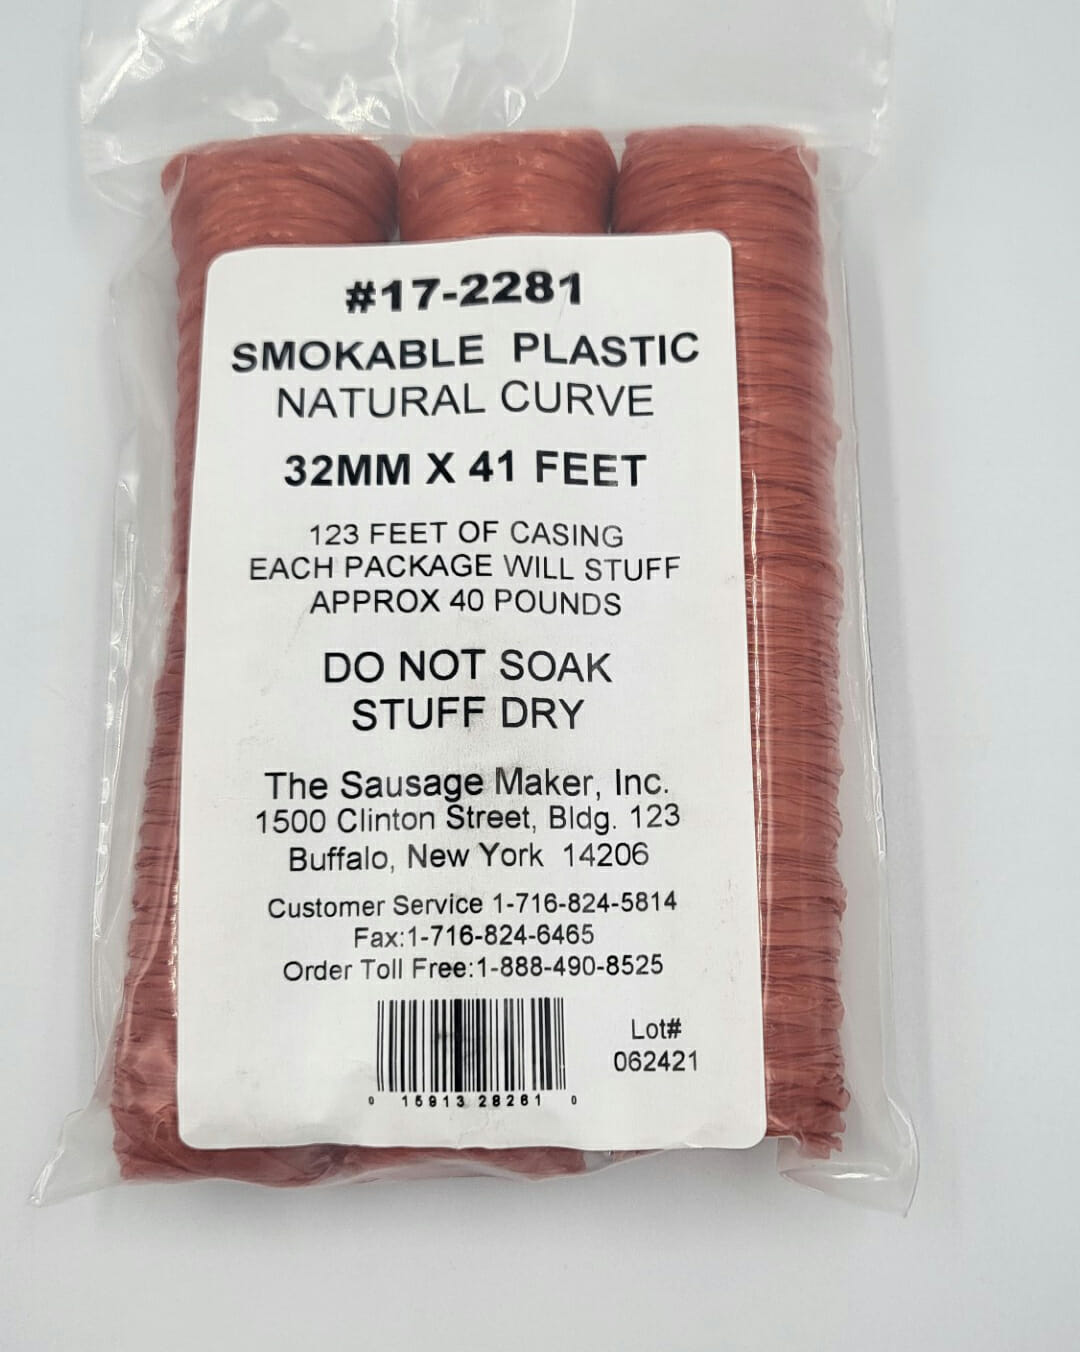 #17-2281
SMOKABLE PLASTIC
NATURAL CURVE
32MM X 41 FEET
123 FEET OF CASING
EACH PACKAGE WILL STUFF
APPROX 40 POUNDS
DO NOT SOAK
STUFF DRY
The Sausage Maker, Inc.
1500 Clinton Street, Bldg. 123
Buffalo, New York 14206
Customer Service 1-716-824-5814
Fax:1-716-824-6465
Order Toll Free:1-888-490-8525
Lot#
062421
0 15913 28261 0